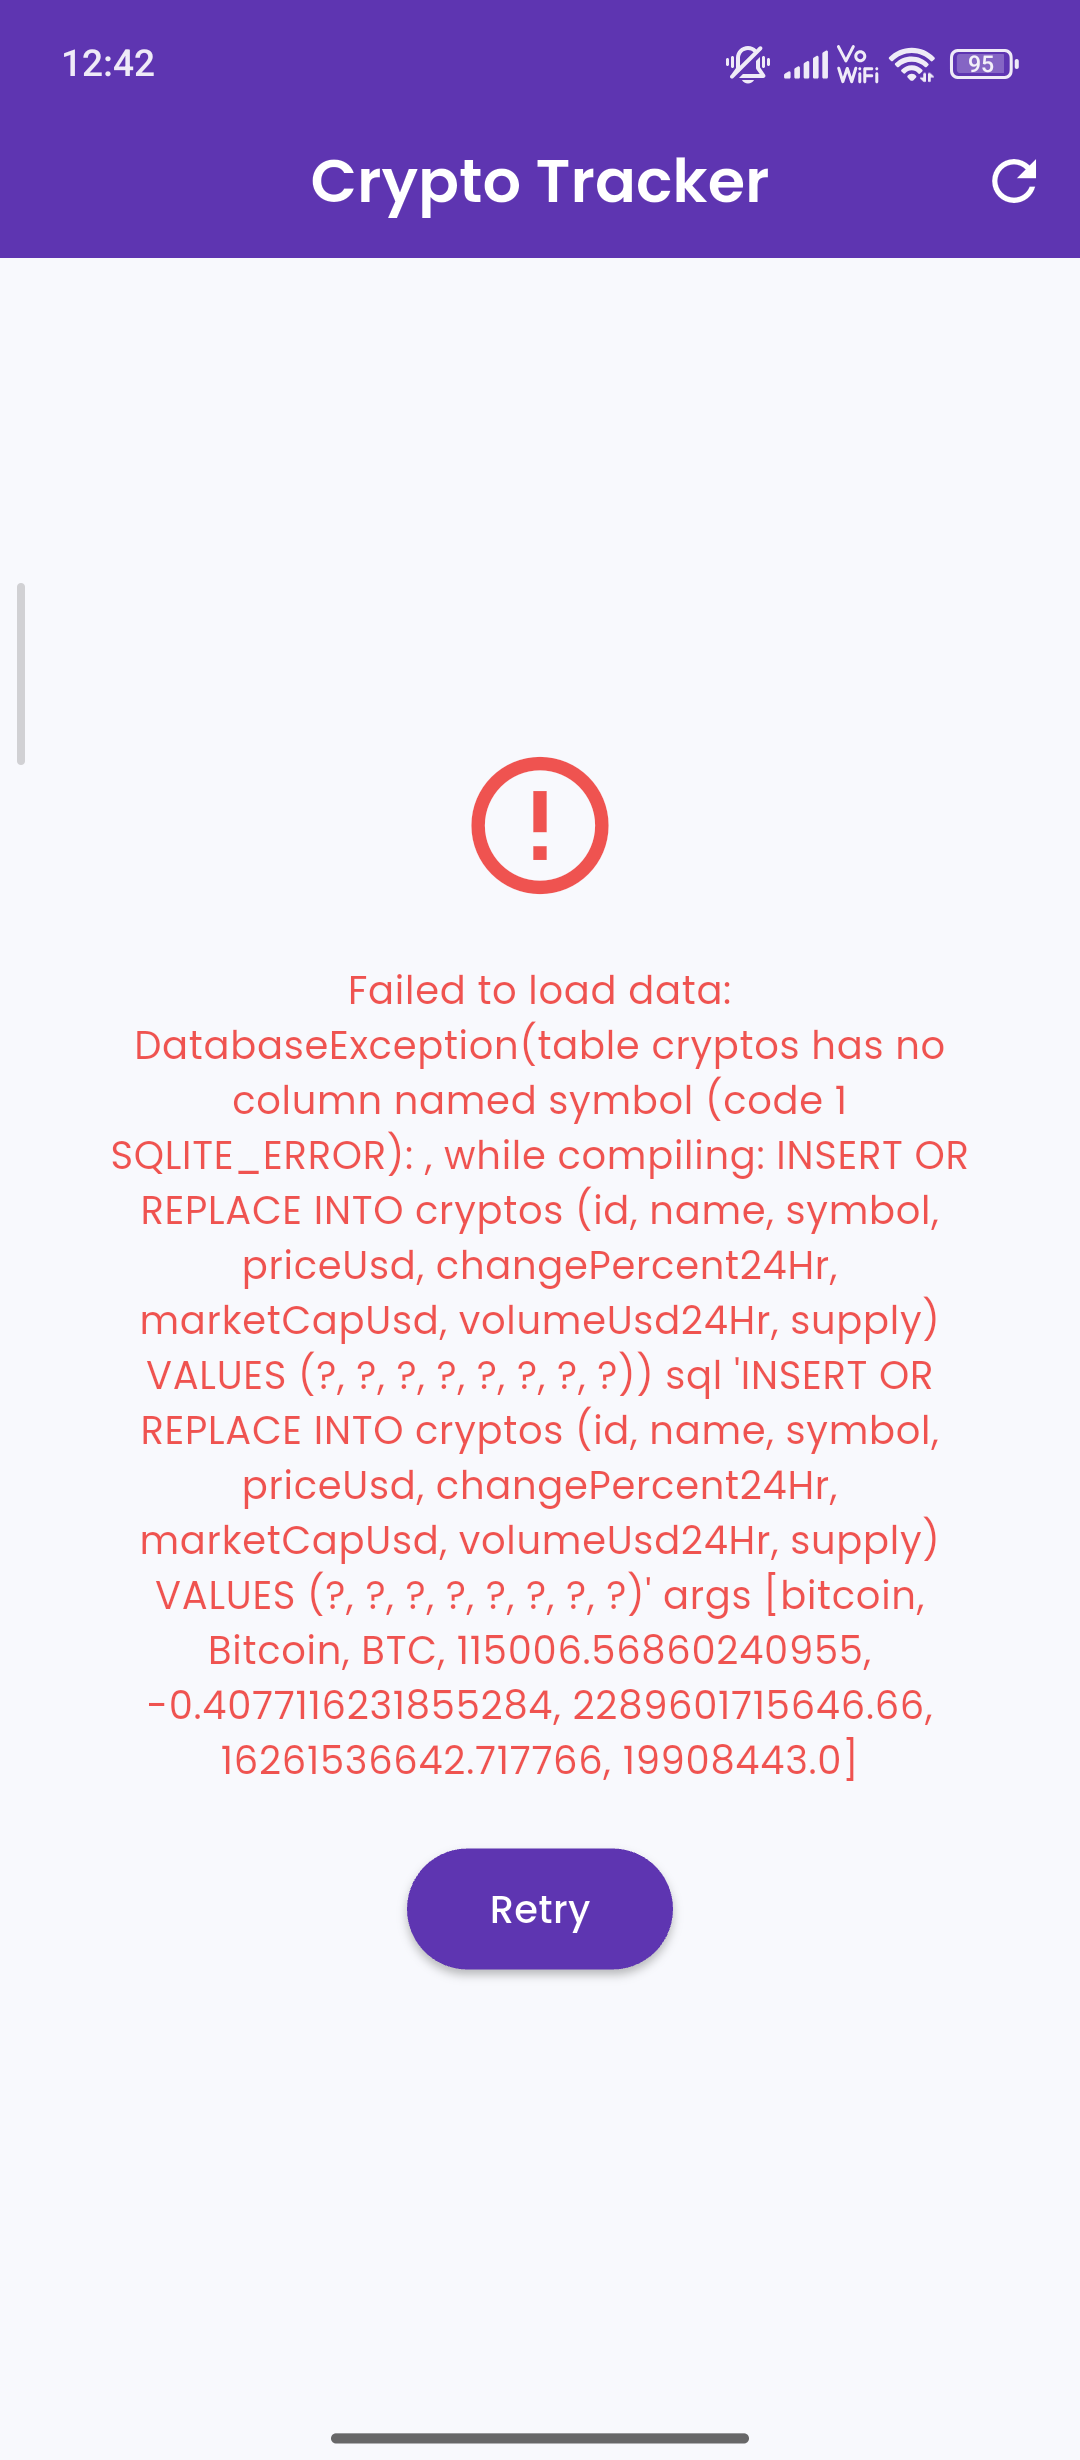 12:42
Vo
WiFi
95
Crypto Tracker
Failed to load data:
DatabaseException(table cryptos has no
column named symbol (code 1
SQLITE_ERROR): , while compiling: INSERT OR
REPLACE INTO cryptos (id, name, symbol,
priceUsd, changePercent24Hr,
marketCapUsd, volumeUsd24Hr, supply)
VALUES (?, ?, ?, ?, ?, ?, ?, ?)) sql 'INSERT OR
REPLACE INTO cryptos (id, name, symbol,
priceUsd, changePercent24Hr,
marketCapUsd, volumeUsd24Hr, supply)
VALUES (?, ?, ?, ?, ?, ?, ?, ?)' args [bitcoin,
Bitcoin, BTC, 115006.56860240955,
-0.4077116231855284, 2289601715646.66,
16261536642.717766, 19908443.0]
Retry